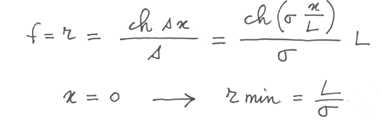 f = r = ch sx / s = ch(σ x/L) / σ L
x = 0 → r min = L/σ